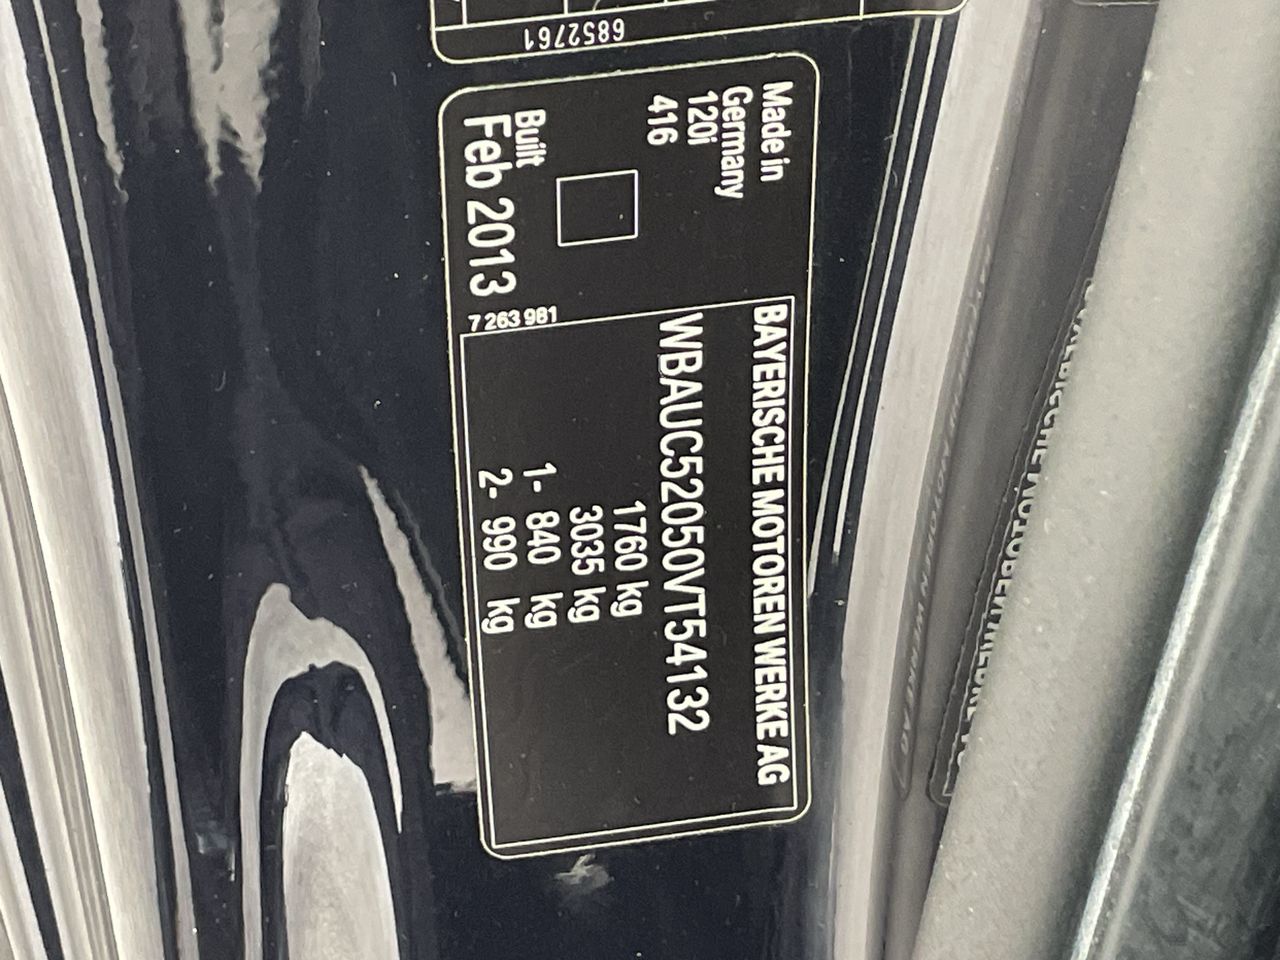 6852761
Made in
Germany
120i
416
Built
Feb 2013
7 263 981
BAYERISCHE MOTOREN WERKE AG
WBAUC52050VT54132
1760 kg
3035 kg
1- 840 kg
2- 990 kg